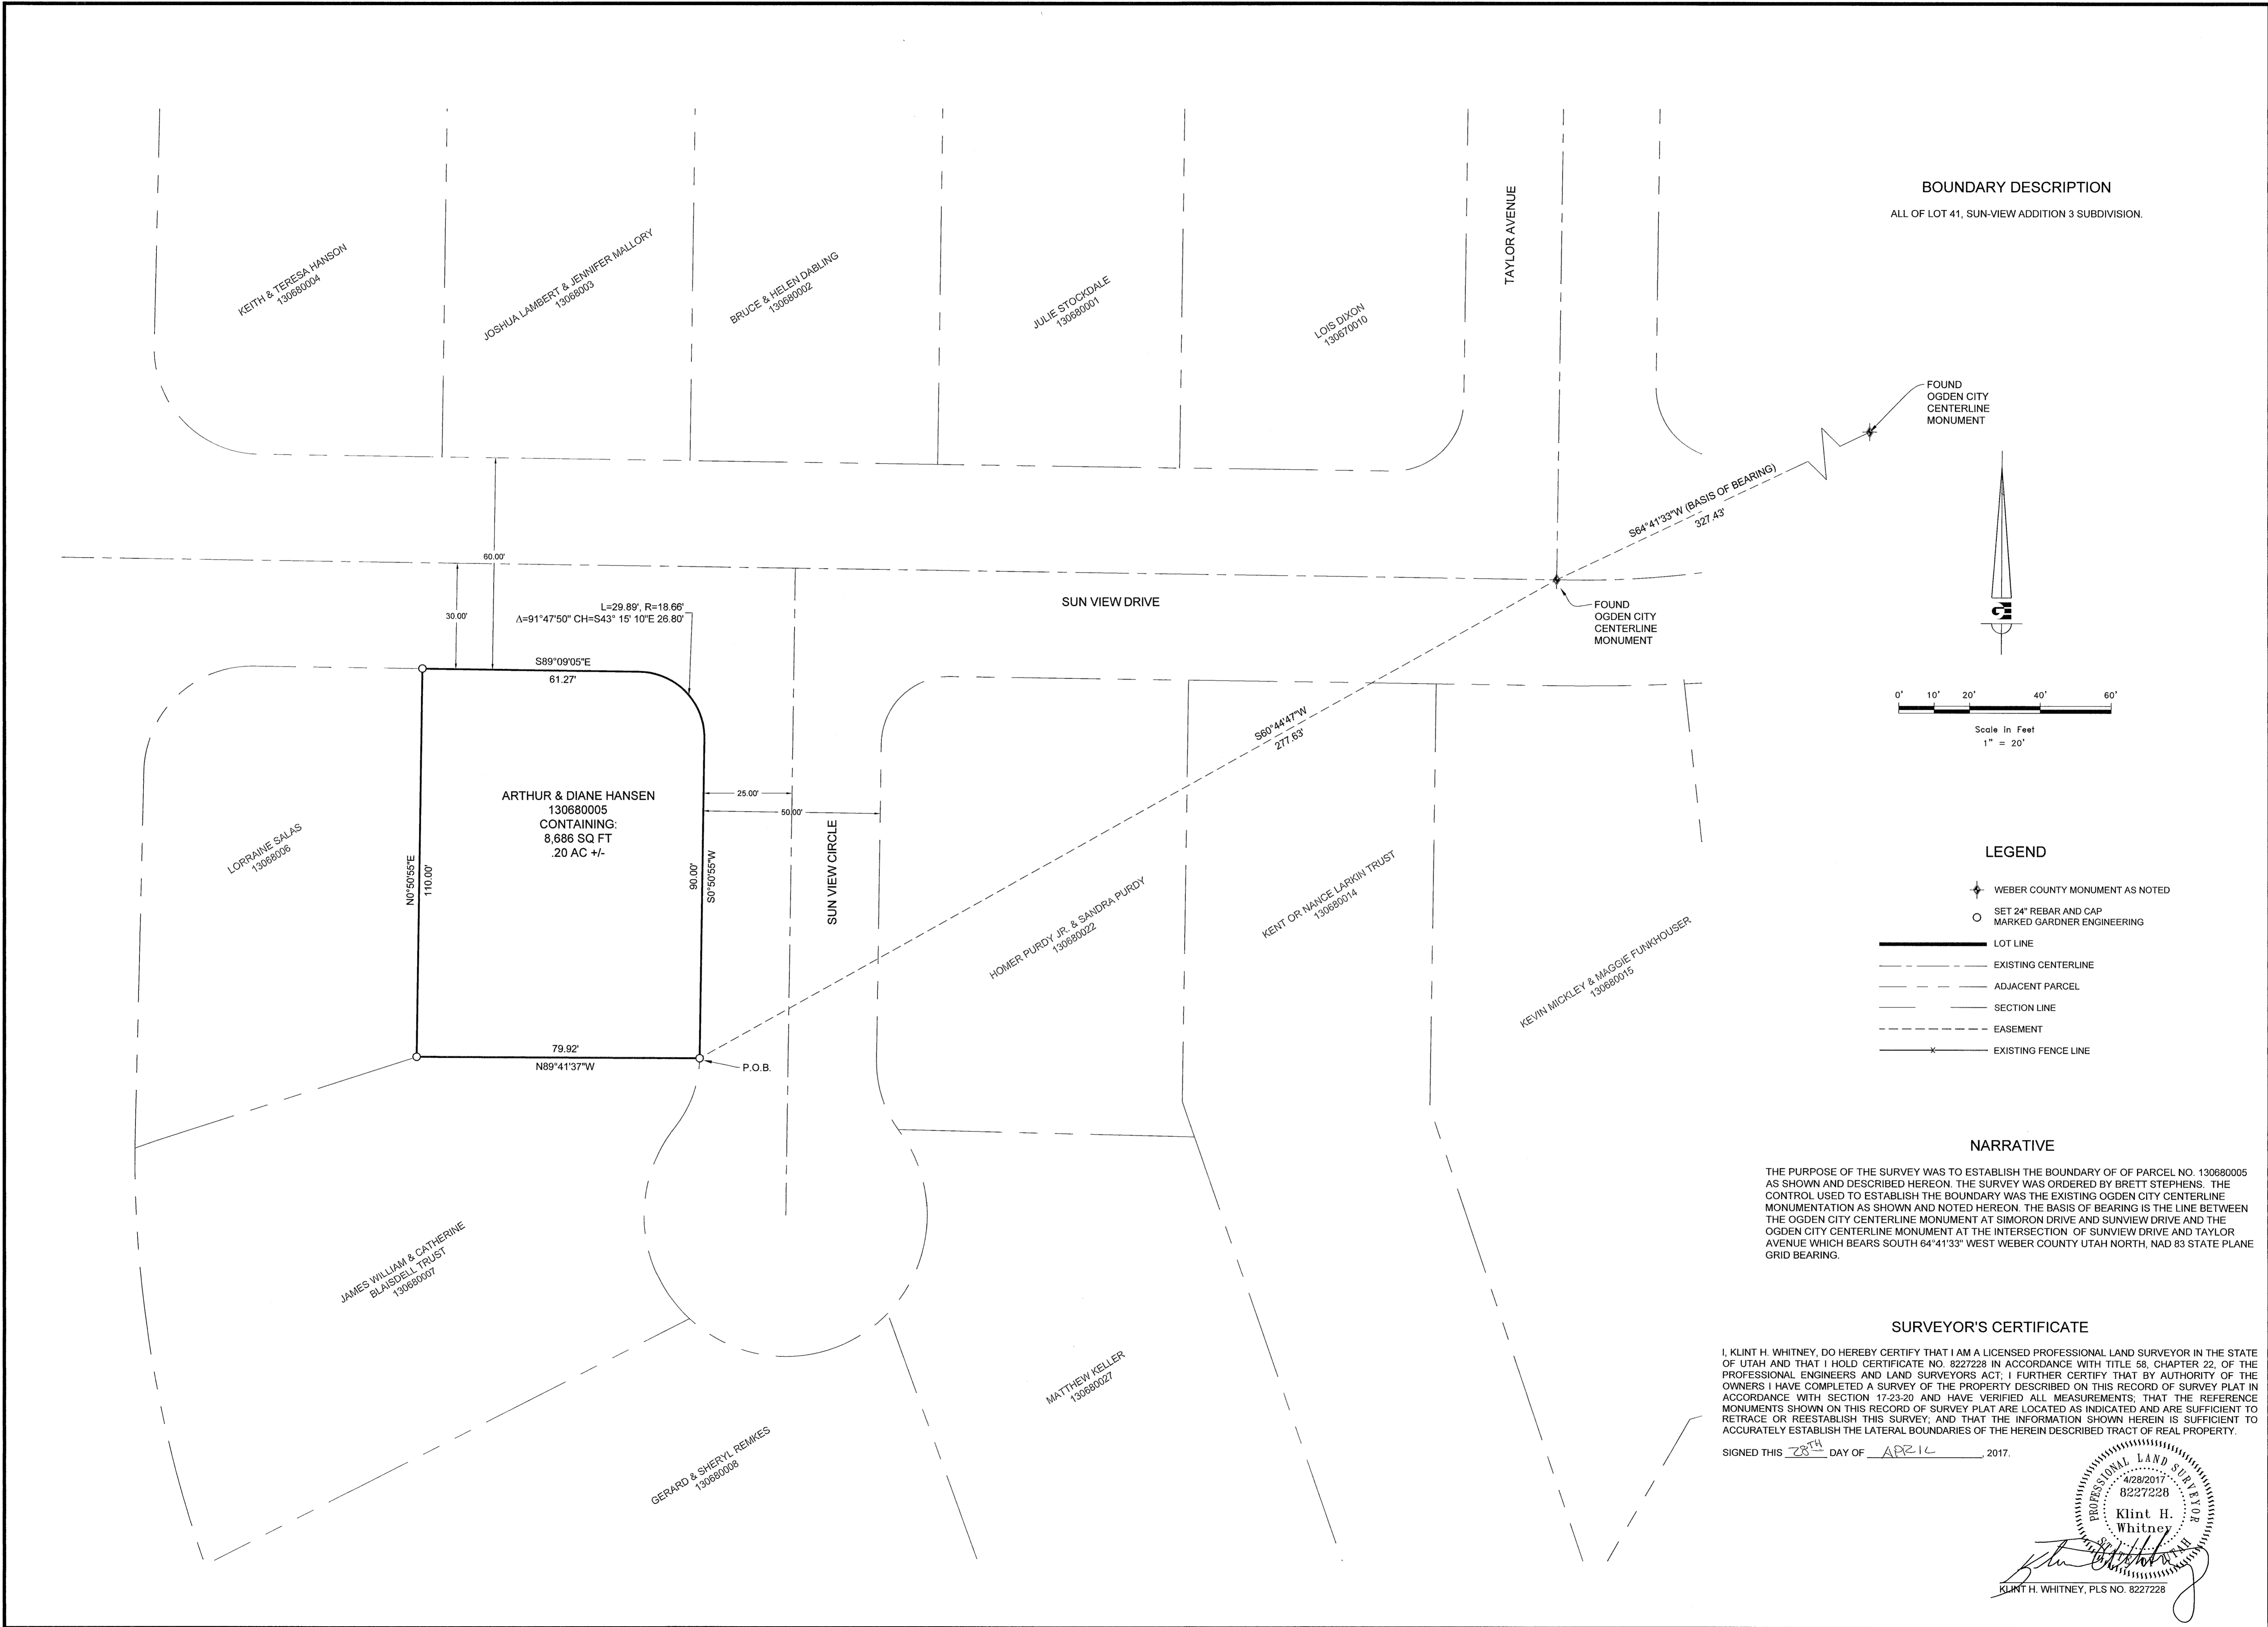 KEITH & TERESA HANSON
130680004
JOSHUA LAMBERT & JENNIFER MALLORY
13068003
BRUCE & HELEN DABLING
130680002
JULIE STOCKDALE
130680001
LOIS DIXON
130670010
TAYLOR AVENUE
BOUNDARY DESCRIPTION
ALL OF LOT 41, SUN-VIEW ADDITION 3 SUBDIVISION.
FOUND
OGDEN CITY
CENTERLINE
MONUMENT
S64°41'33"W (BASIS OF BEARING)
327.43'
60.00'
30.00'
L=29.89', R=18.66'
Δ=91°47'50" CH=S43° 15' 10"E 26.80'
SUN VIEW DRIVE
FOUND
OGDEN CITY
CENTERLINE
MONUMENT
S89°09'05"E
61.27'
S60°44'47"W
277.63'
0' 10' 20' 40' 60'
Scale in Feet
1" = 20'
ARTHUR & DIANE HANSEN
130680005
CONTAINING:
8,686 SQ FT
.20 AC +/-
25.00'
50.00'
LORRAINE SALAS
13068006
N0°50'55"E
110.00'
90.00'
S0°50'55"W
SUN VIEW CIRCLE
HOMER PURDY JR. & SANDRA PURDY
130680022
KENT OR NANCE LARKIN TRUST
130680014
KEVIN MICKLEY & MAGGIE FUNKHOUSER
130680015
79.92'
N89°41'37"W
P.O.B.
LEGEND
WEBER COUNTY MONUMENT AS NOTED
SET 24" REBAR AND CAP
MARKED GARDNER ENGINEERING
LOT LINE
EXISTING CENTERLINE
ADJACENT PARCEL
SECTION LINE
EASEMENT
x EXISTING FENCE LINE
JAMES WILLIAM & CATHERINE
BLAISDELL TRUST
130680007
GERARD & SHERYL REMKES
130680008
MATTHEW KELLER
130680027
NARRATIVE
THE PURPOSE OF THE SURVEY WAS TO ESTABLISH THE BOUNDARY OF OF PARCEL NO. 130680005
AS SHOWN AND DESCRIBED HEREON. THE SURVEY WAS ORDERED BY BRETT STEPHENS. THE
CONTROL USED TO ESTABLISH THE BOUNDARY WAS THE EXISTING OGDEN CITY CENTERLINE
MONUMENTATION AS SHOWN AND NOTED HEREON. THE BASIS OF BEARING IS THE LINE BETWEEN
THE OGDEN CITY CENTERLINE MONUMENT AT SIMORON DRIVE AND SUNVIEW DRIVE AND THE
OGDEN CITY CENTERLINE MONUMENT AT THE INTERSECTION OF SUNVIEW DRIVE AND TAYLOR
AVENUE WHICH BEARS SOUTH 64°41'33" WEST WEBER COUNTY UTAH NORTH, NAD 83 STATE PLANE
GRID BEARING.
SURVEYOR'S CERTIFICATE
I, KLINT H. WHITNEY, DO HEREBY CERTIFY THAT I AM A LICENSED PROFESSIONAL LAND SURVEYOR IN THE STATE
OF UTAH AND THAT I HOLD CERTIFICATE NO. 8227228 IN ACCORDANCE WITH TITLE 58, CHAPTER 22, OF THE
PROFESSIONAL ENGINEERS AND LAND SURVEYORS ACT; I FURTHER CERTIFY THAT BY AUTHORITY OF THE
OWNERS I HAVE COMPLETED A SURVEY OF THE PROPERTY DESCRIBED ON THIS RECORD OF SURVEY PLAT IN
ACCORDANCE WITH SECTION 17-23-20 AND HAVE VERIFIED ALL MEASUREMENTS; THAT THE REFERENCE
MONUMENTS SHOWN ON THIS RECORD OF SURVEY PLAT ARE LOCATED AS INDICATED AND ARE SUFFICIENT TO
RETRACE OR REESTABLISH THIS SURVEY; AND THAT THE INFORMATION SHOWN HEREIN IS SUFFICIENT TO
ACCURATELY ESTABLISH THE LATERAL BOUNDARIES OF THE HEREIN DESCRIBED TRACT OF REAL PROPERTY.
SIGNED THIS 28TH DAY OF APRIL, 2017.
PROFESSIONAL LAND SURVEYOR
4/28/2017
8227228
Klint H.
Whitney
STATE OF UTAH
KLINT H. WHITNEY, PLS NO. 8227228